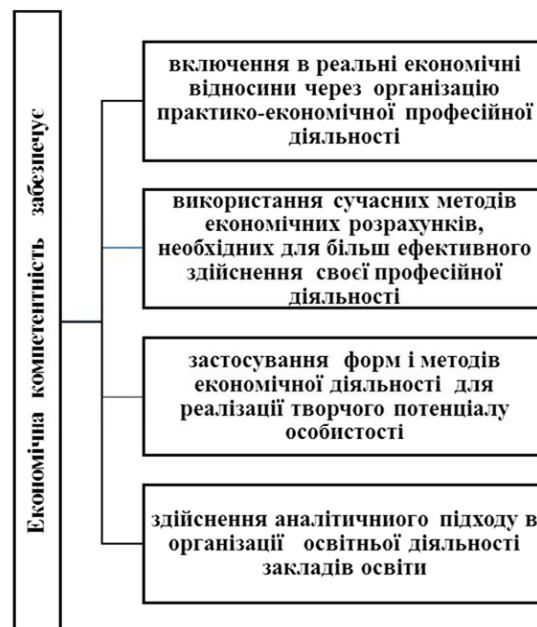 Економічна компетентність забезпечує
включення в реальні економічні
відносини через організацію
практико-економічної професійної
діяльності
використання сучасних методів
економічних розрахунків,
необхідних для більш ефективного
здійснення своєї професійної
діяльності
застосування форм і методів
економічної діяльності для
реалізації творчого потенціалу
особистості
здійснення аналітичниого підходу в
організації освітньої діяльності
закладів освіти